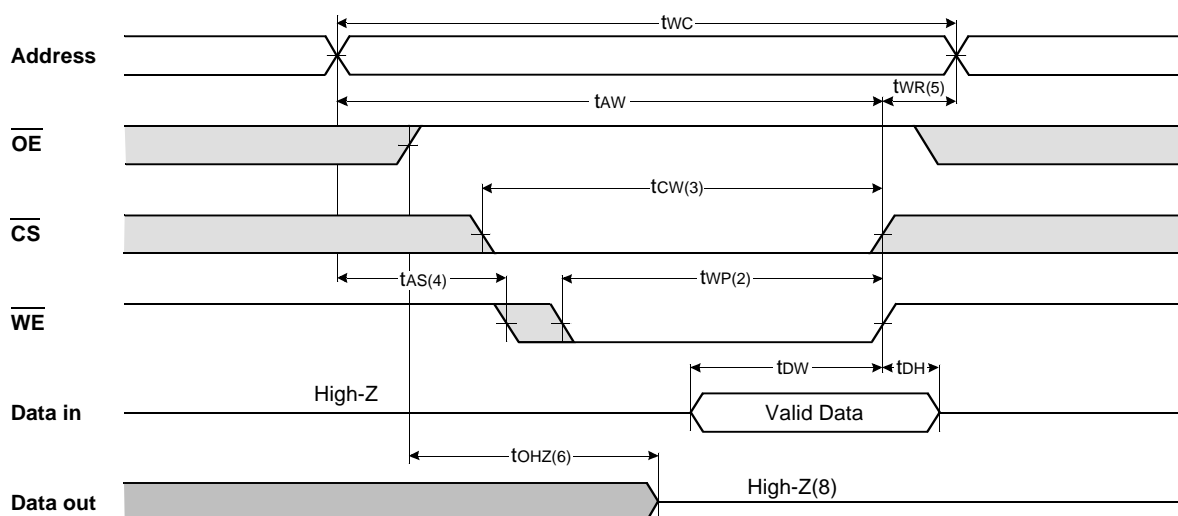 tWC
Address
tWR(5)
tAW
OE
tCW(3)
CS
tAS(4)
tWP(2)
WE
tDW
tDH
High-Z
Data in
Valid Data
tOHZ(6)
High-Z(8)
Data out